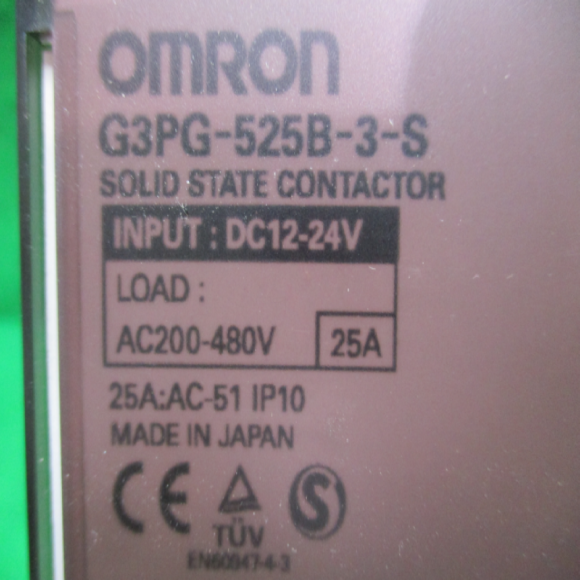 OMRON
G3PG-525B-3-S
SOLID STATE CONTACTOR
INPUT : DC12-24V
LOAD :
AC200-480V 25A
25A:AC-51 IP10
MADE IN JAPAN
CE S
TÜV
EN60947-4-3